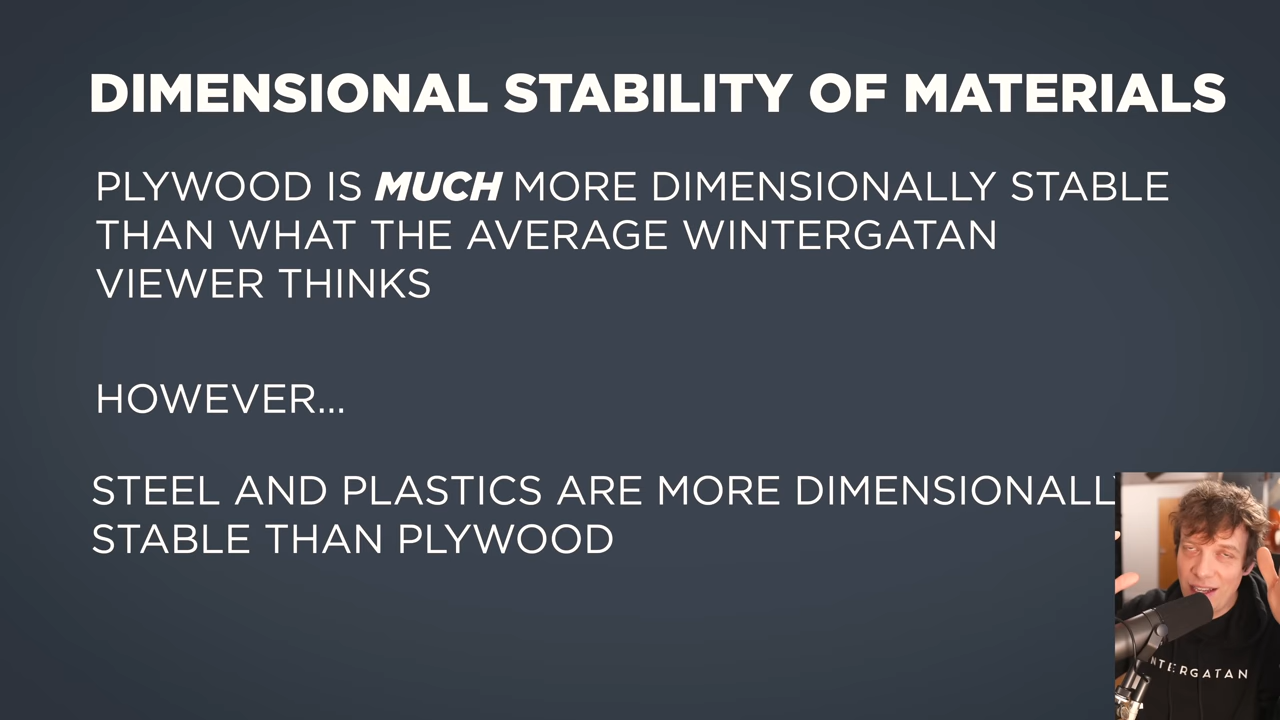 DIMENSIONAL STABILITY OF MATERIALS
PLYWOOD IS MUCH MORE DIMENSIONALLY STABLE
THAN WHAT THE AVERAGE WINTERGATAN
VIEWER THINKS
HOWEVER...
STEEL AND PLASTICS ARE MORE DIMENSIONALLY
STABLE THAN PLYWOOD
NTERGATAN